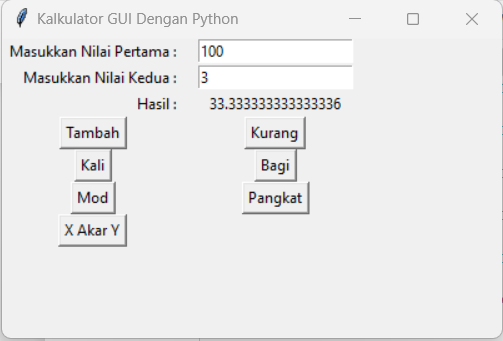 Kalkulator GUI Dengan Python
Masukkan Nilai Pertama : 100
Masukkan Nilai Kedua : 3
Hasil : 33.333333333333336
Tambah Kurang
Kali Bagi
Mod Pangkat
X Akar Y